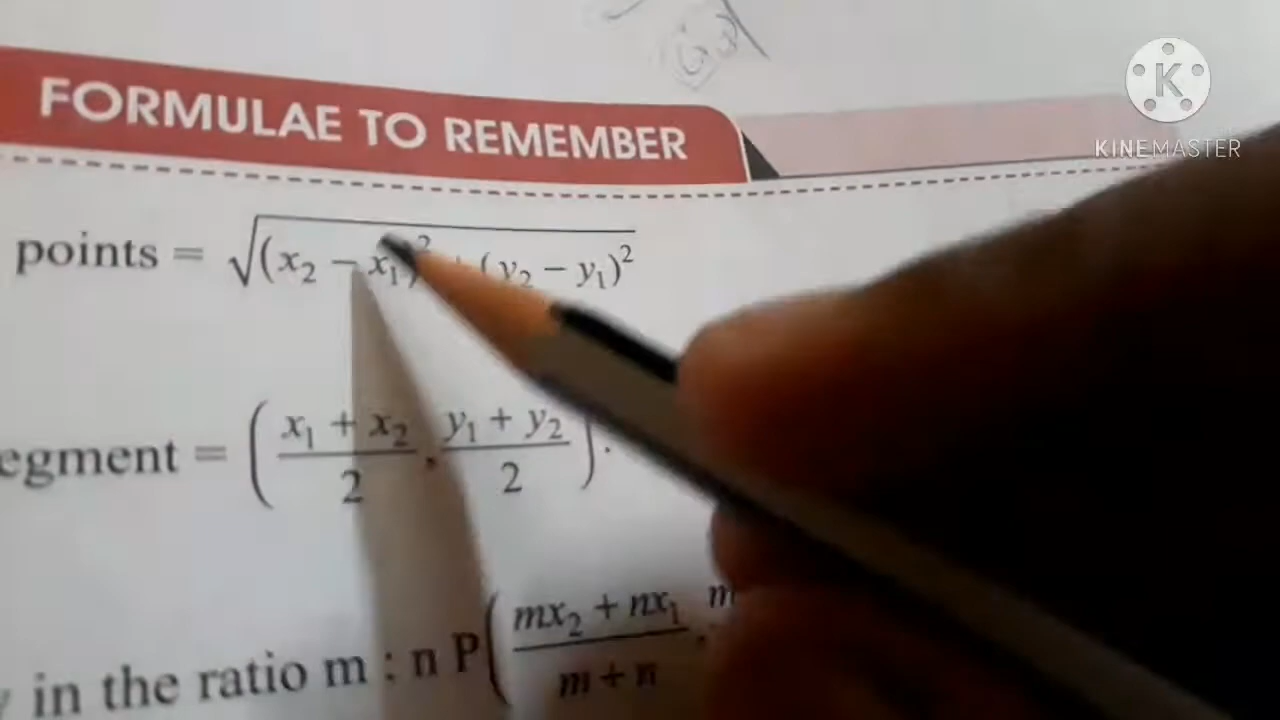 FORMULAE TO REMEMBER
K
KINEMASTER
points = √(x₂ − x₁)² + (y₂ − y₁)²
egment = (x₁ + x₂ / 2, y₁ + y₂ / 2).
in the ratio m : n P(mx₂ + nx₁ / m + n, m